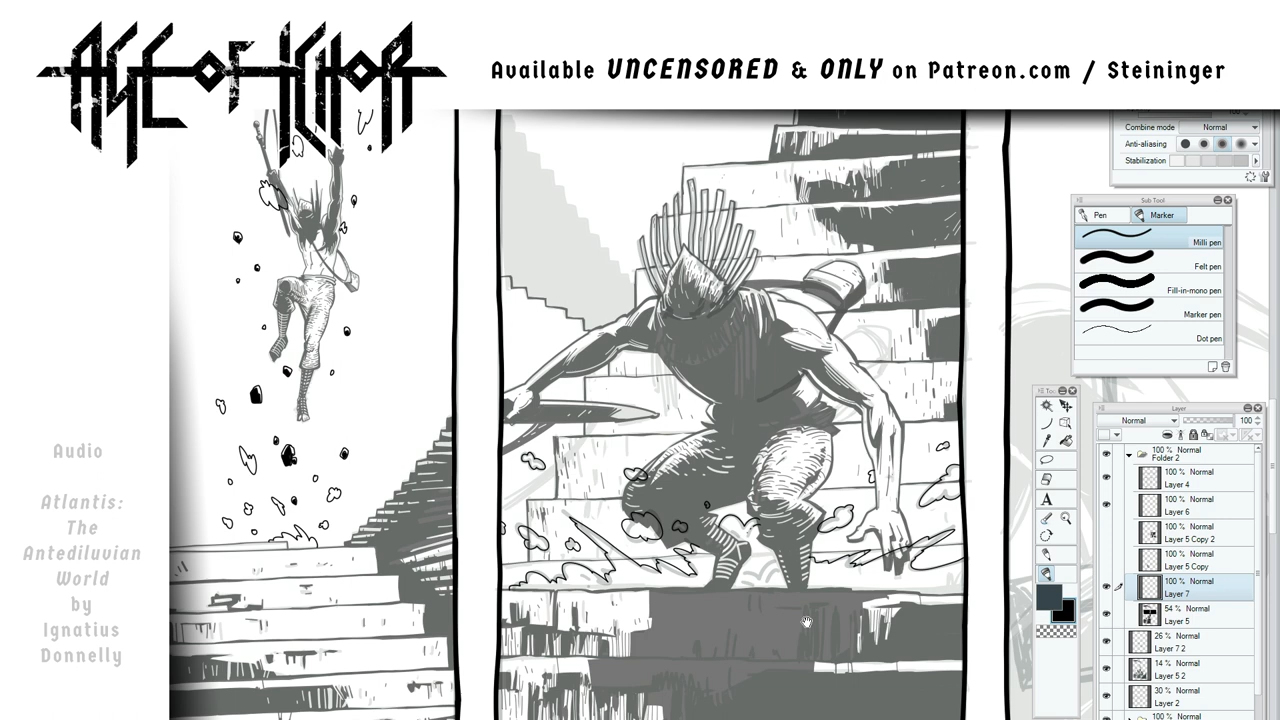 AGE OF ICHOR
Available UNCENSORED & ONLY on Patreon.com / Steininger
Combine mode Normal
Anti-aliasing
Stabilization
Sub Tool
Pen Marker
Milli pen
Felt pen
Fill-in-mono pen
Marker pen
Dot pen
Layer
Normal 100
100 % Normal
Folder 2
100 % Normal
Layer 4
100 % Normal
Layer 6
100 % Normal
Layer 5 Copy 2
100 % Normal
Layer 5 Copy
100 % Normal
Layer 7
54 % Normal
Layer 5
26 % Normal
Layer 7 2
14 % Normal
Layer 5 2
30 % Normal
Layer 2
100 % Normal
A
Audio
Atlantis:
The
Antediluvian
World
by
Ignatius
Donnelly